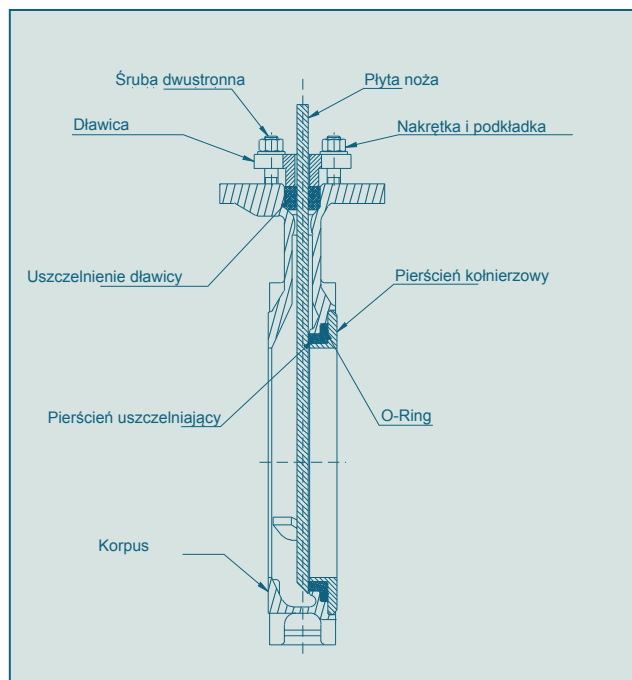 Śruba dwustronna
Płyta noża
Dławica
Nakrętka i podkładka
Uszczelnienie dławicy
Pierścień kołnierzowy
Pierścień uszczelniający
O-Ring
Korpus